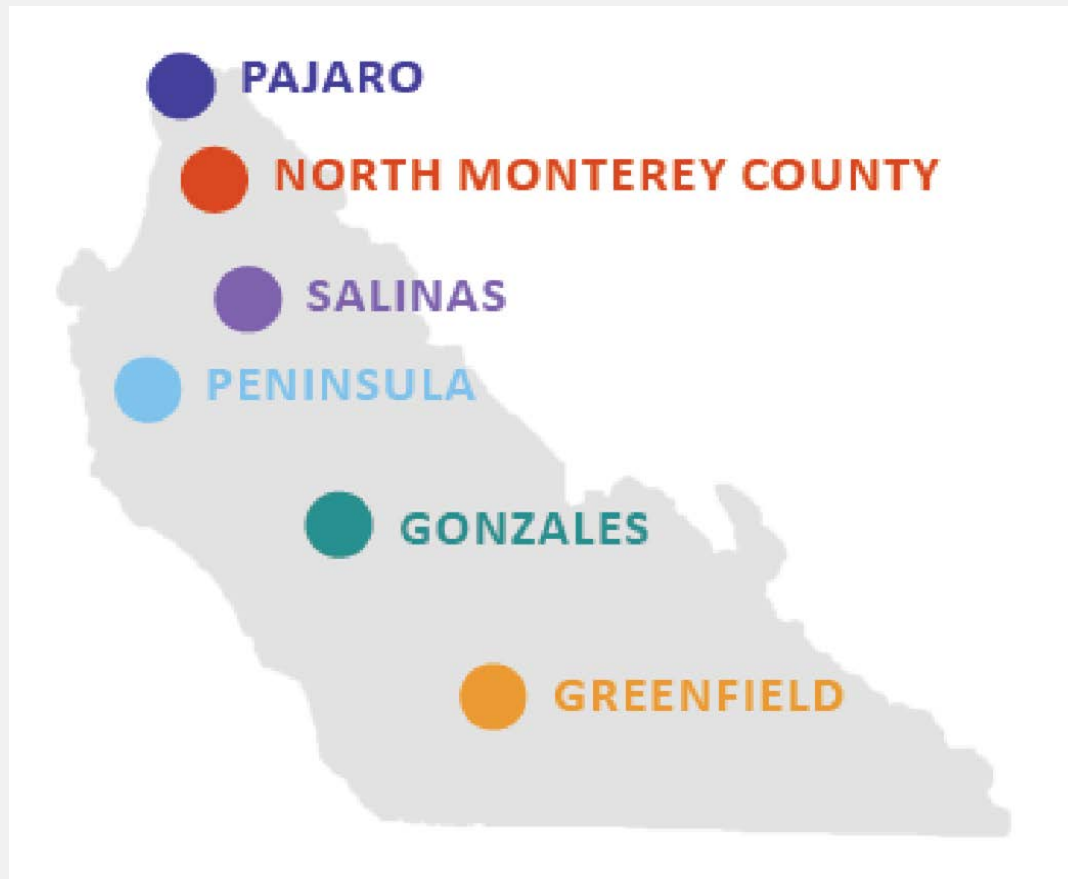 PAJARO
NORTH MONTEREY COUNTY
SALINAS
PENINSULA
GONZALES
GREENFIELD